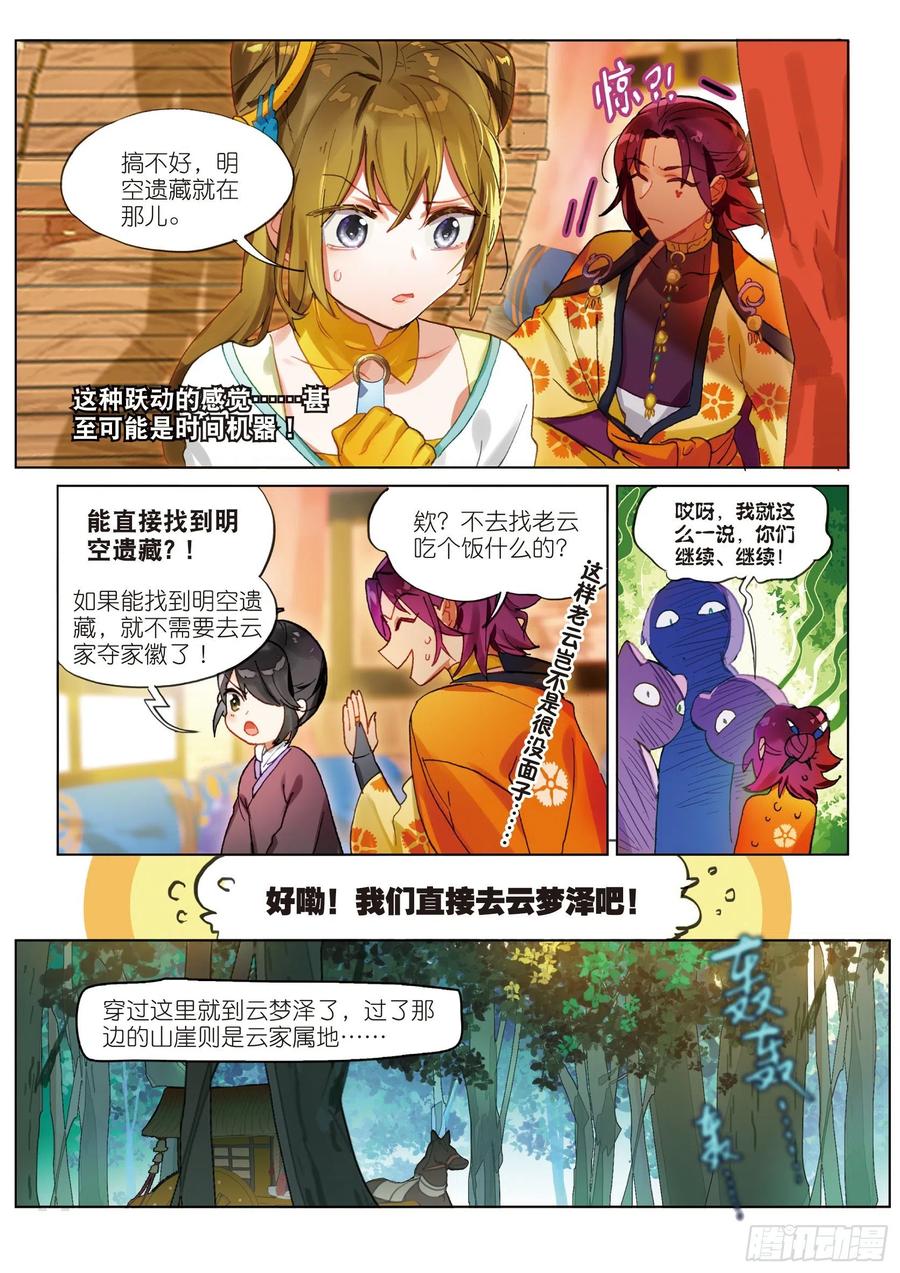 搞不好，明
空遗藏就在
那儿。
惊?!
这种跃动的感觉……甚
至可能是时间机器！
能直接找到明
空遗藏？！
如果能找到明空遗
藏，就不需要去云
家夺家徽了！
欸？不去找老云
吃个饭什么的？
这样老云岂不是很没面子……
哎呀，我就这
么一说，你们
继续、继续！
好嘞！我们直接去云梦泽吧！
穿过这里就到云梦泽了，过了那
边的山崖则是云家属地……
轰轰……
腾讯动漫